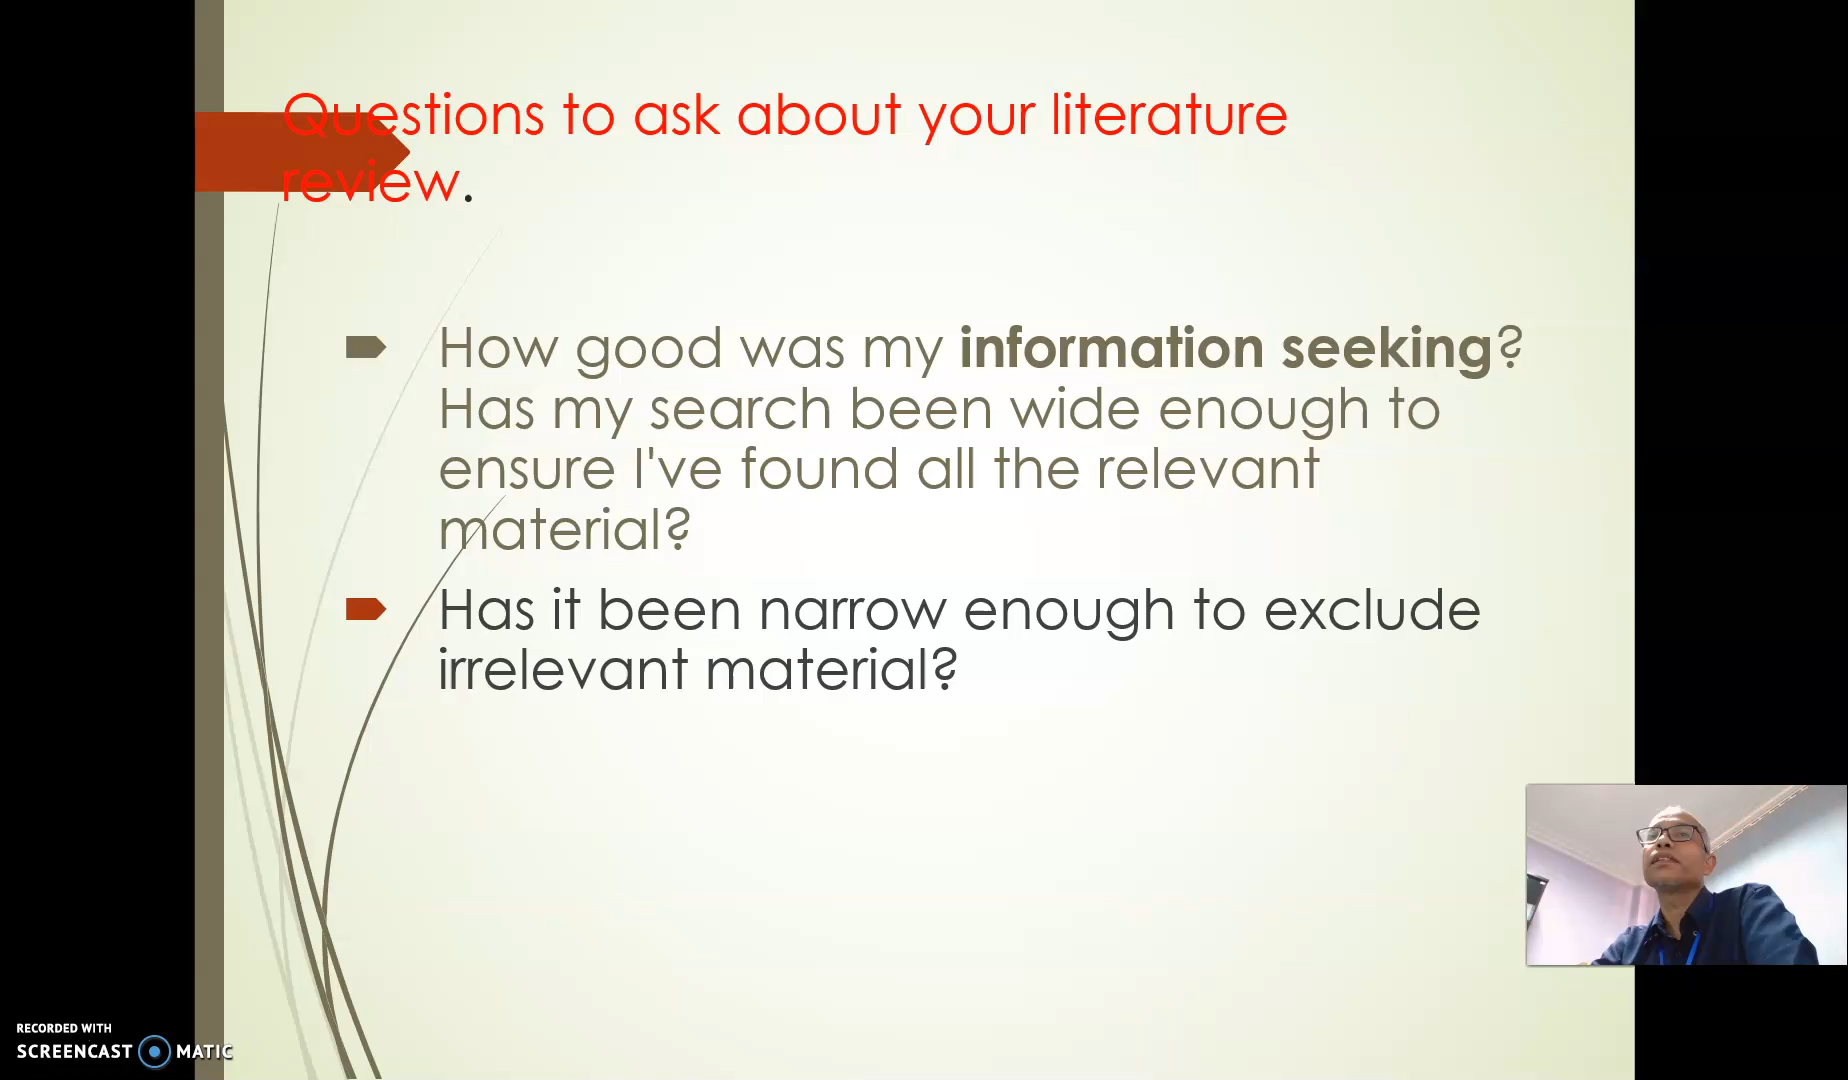 Questions to ask about your literature
review.
How good was my information seeking?
Has my search been wide enough to
ensure I've found all the relevant
material?
Has it been narrow enough to exclude
irrelevant material?
RECORDED WITH
SCREENCAST MATIC